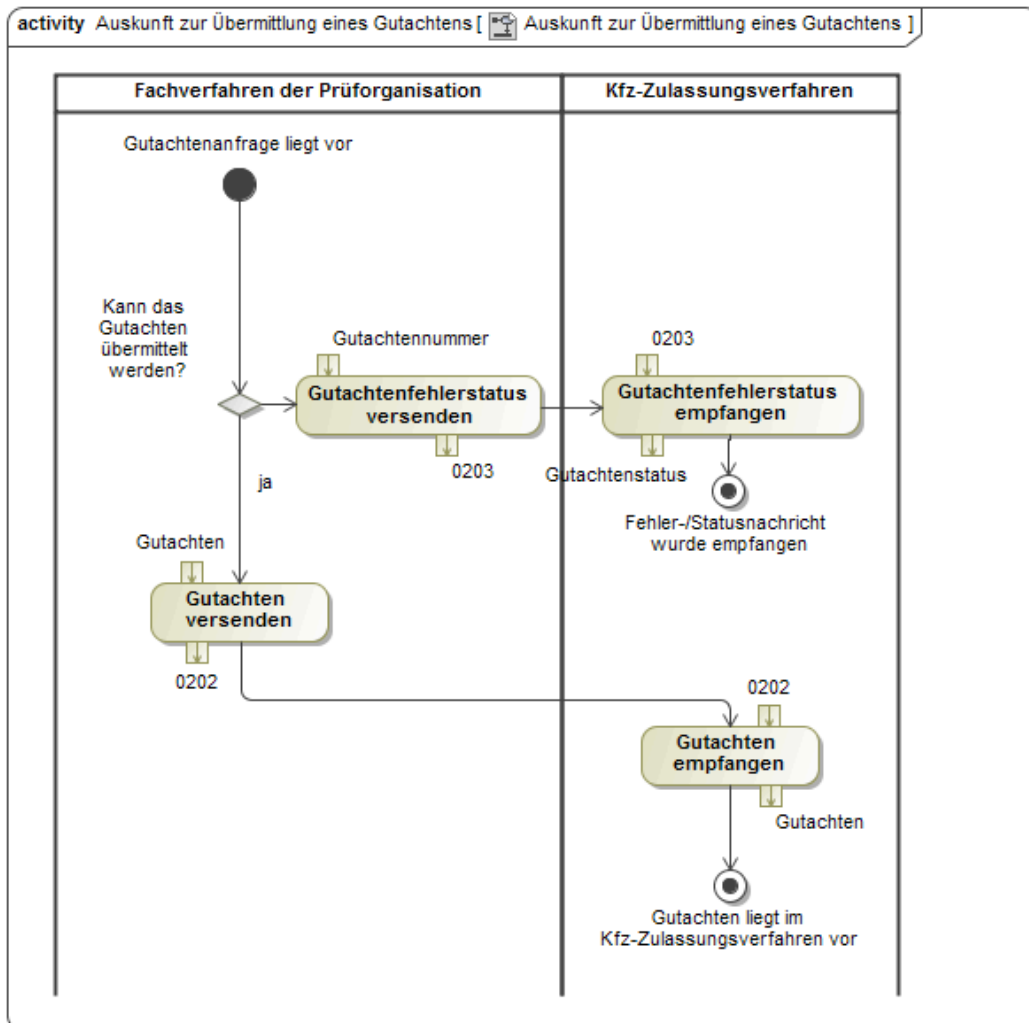 activity Auskunft zur Übermittlung eines Gutachtens [ Auskunft zur Übermittlung eines Gutachtens ]
Fachverfahren der Prüforganisation
Kfz-Zulassungsverfahren
Gutachtenanfrage liegt vor
Kann das
Gutachten
übermittelt
werden?
Gutachtennummer
Gutachtenfehlerstatus
versenden
0203
0203
Gutachtenfehlerstatus
empfangen
Gutachtenstatus
Fehler-/Statusnachricht
wurde empfangen
ja
Gutachten
Gutachten
versenden
0202
0202
Gutachten
empfangen
Gutachten
Gutachten liegt im
Kfz-Zulassungsverfahren vor